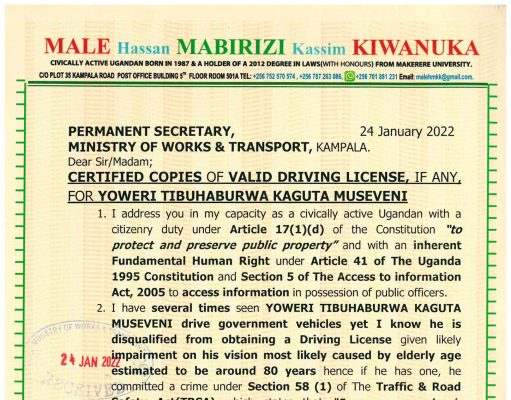 MALE Hassan MABIRIZI Kassim KIWANUKA
CIVICALLY ACTIVE UGANDAN BORN IN 1987 & A HOLDER OF A 2012 DEGREE IN LAWS(WITH HONOURS) FROM MAKERERE UNIVERSITY.
C/O PLOT 35 KAMPALA ROAD POST OFFICE BUILDING 5TH FLOOR ROOM 501A TEL: +256 752 570 574 , +256 787 263 086, +256 701 881 231 Email: malehmkk@gmail.com.
PERMANENT SECRETARY, 24 January 2022
MINISTRY OF WORKS & TRANSPORT, KAMPALA.
Dear Sir/Madam;
CERTIFIED COPIES OF VALID DRIVING LICENSE, IF ANY,
FOR YOWERI TIBUHABURWA KAGUTA MUSEVENI
1. I address you in my capacity as a civically active Ugandan with a
citizenry duty under Article 17(1)(d) of the Constitution "to
protect and preserve public property" and with an inherent
Fundamental Human Right under Article 41 of The Uganda
1995 Constitution and Section 5 of The Access to information
Act, 2005 to access information in possession of public officers.
2. I have several times seen YOWERI TIBUHABURWA KAGUTA
MUSEVENI drive government vehicles yet I know he is
disqualified from obtaining a Driving License given likely
impairment on his vision most likely caused by elderly age
estimated to be around 80 years hence if he has one, he
committed a crime under Section 58 (1) of The Traffic & Road
Safety Act(TRSA) which states that
MINISTRY OF WORKS
24 JAN 2022